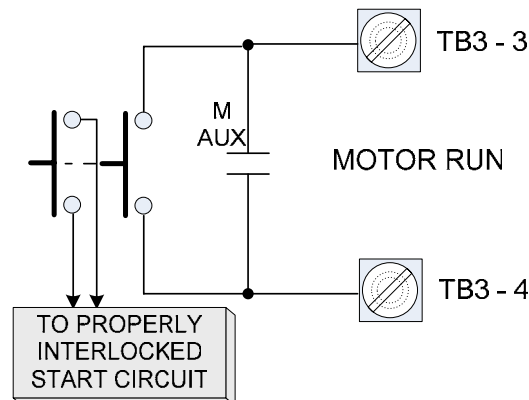 TB3 - 3
M
AUX
MOTOR RUN
TB3 - 4
TO PROPERLY
INTERLOCKED
START CIRCUIT